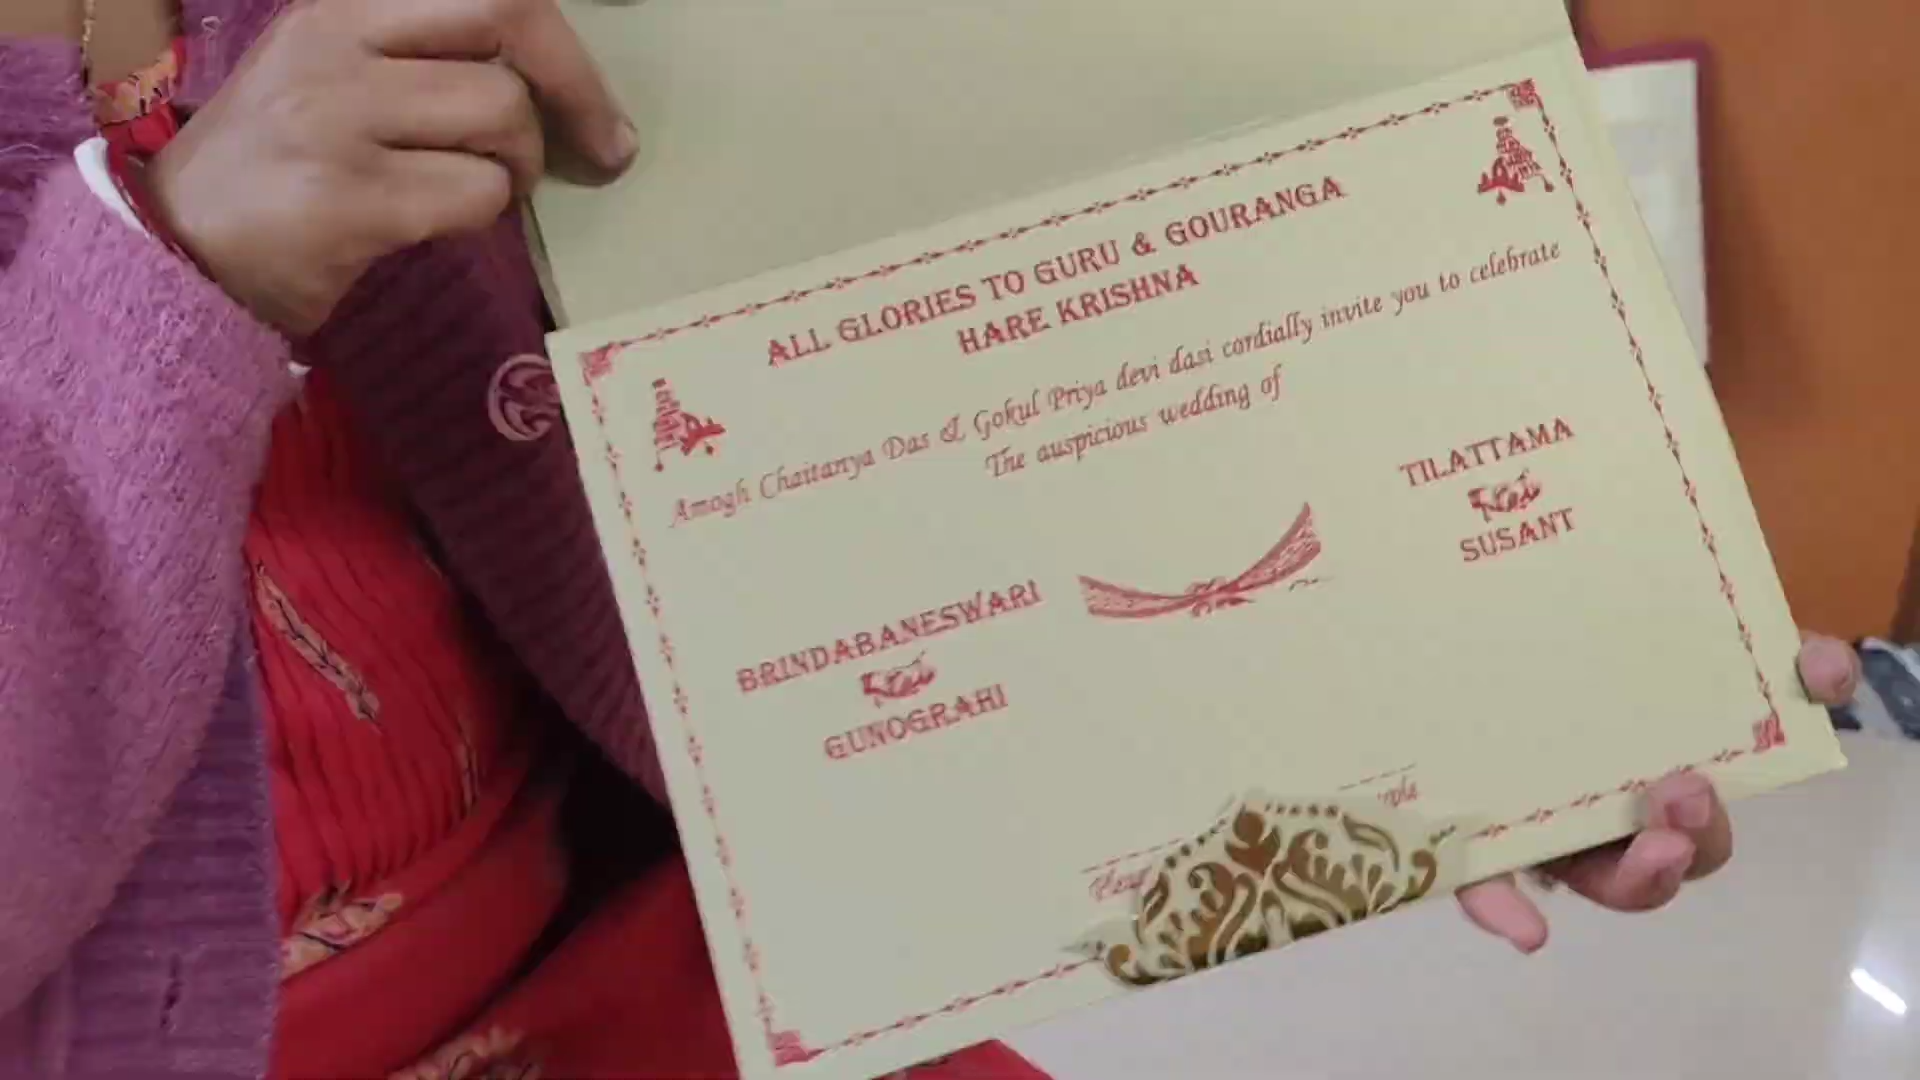 ALL GLORIES TO GURU & GOURANGA
HARE KRISHNA
Amogh Chaitanya Das & Gokul Priya devi dasi cordially invite you to celebrate
The auspicious wedding of
BRINDABANESWARI
GUNOGRAHI
TILATTAMA
SUSANT